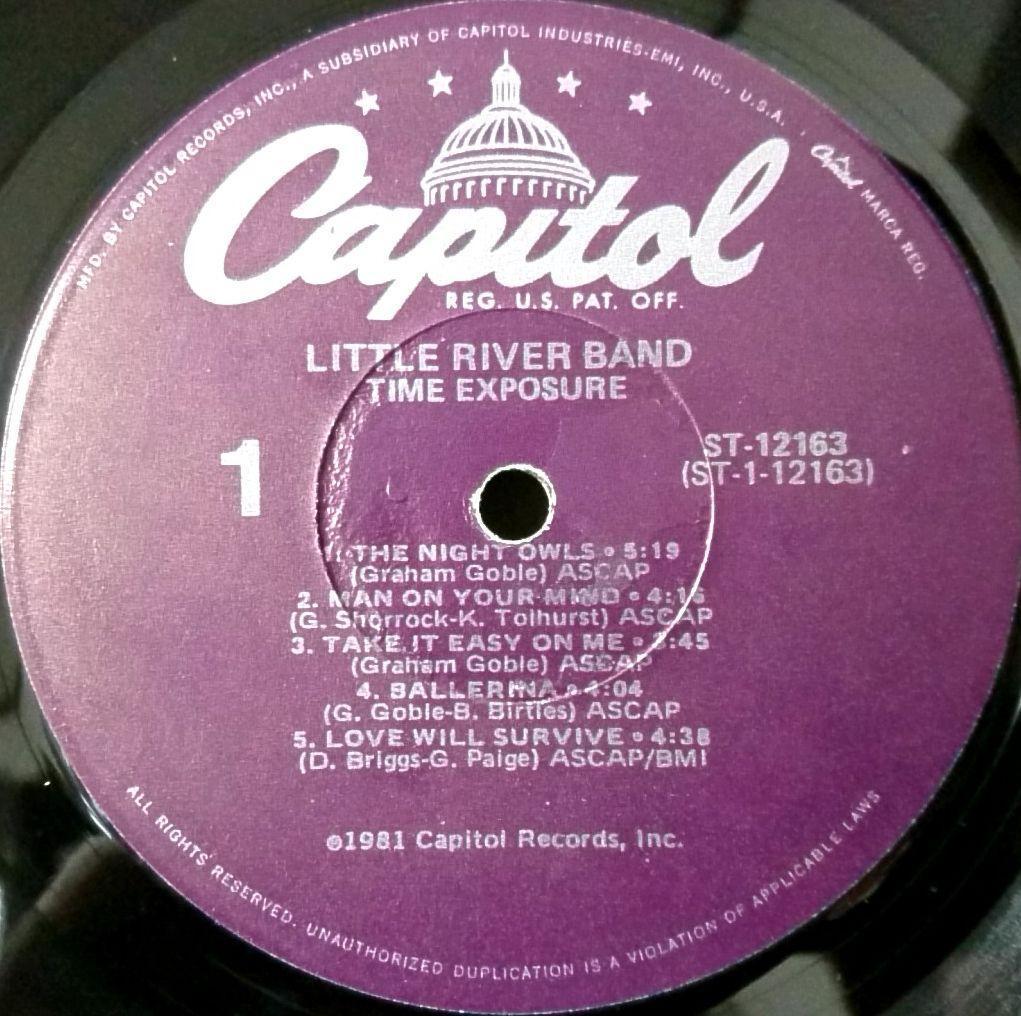 MFD. BY CAPITOL RECORDS, INC., A SUBSIDIARY OF CAPITOL INDUSTRIES-EMI, INC., U.S.A.
Capitol MARCA REG.
Capitol
REG. U.S. PAT. OFF.
LITTLE RIVER BAND
TIME EXPOSURE
1
ST-12163
(ST-1-12163)
1. THE NIGHT OWLS • 5:19
(Graham Goble) ASCAP
2. MAN ON YOUR MIND • 4:16
(G. Shorrock-K. Tolhurst) ASCAP
3. TAKE IT EASY ON ME • 3:45
(Graham Goble) ASCAP
4. BALLERINA • 4:04
(G. Goble-B. Birtles) ASCAP
5. LOVE WILL SURVIVE • 4:38
(D. Briggs-G. Paige) ASCAP/BMI
℗1981 Capitol Records, Inc.
ALL RIGHTS RESERVED. UNAUTHORIZED DUPLICATION IS A VIOLATION OF APPLICABLE LAWS